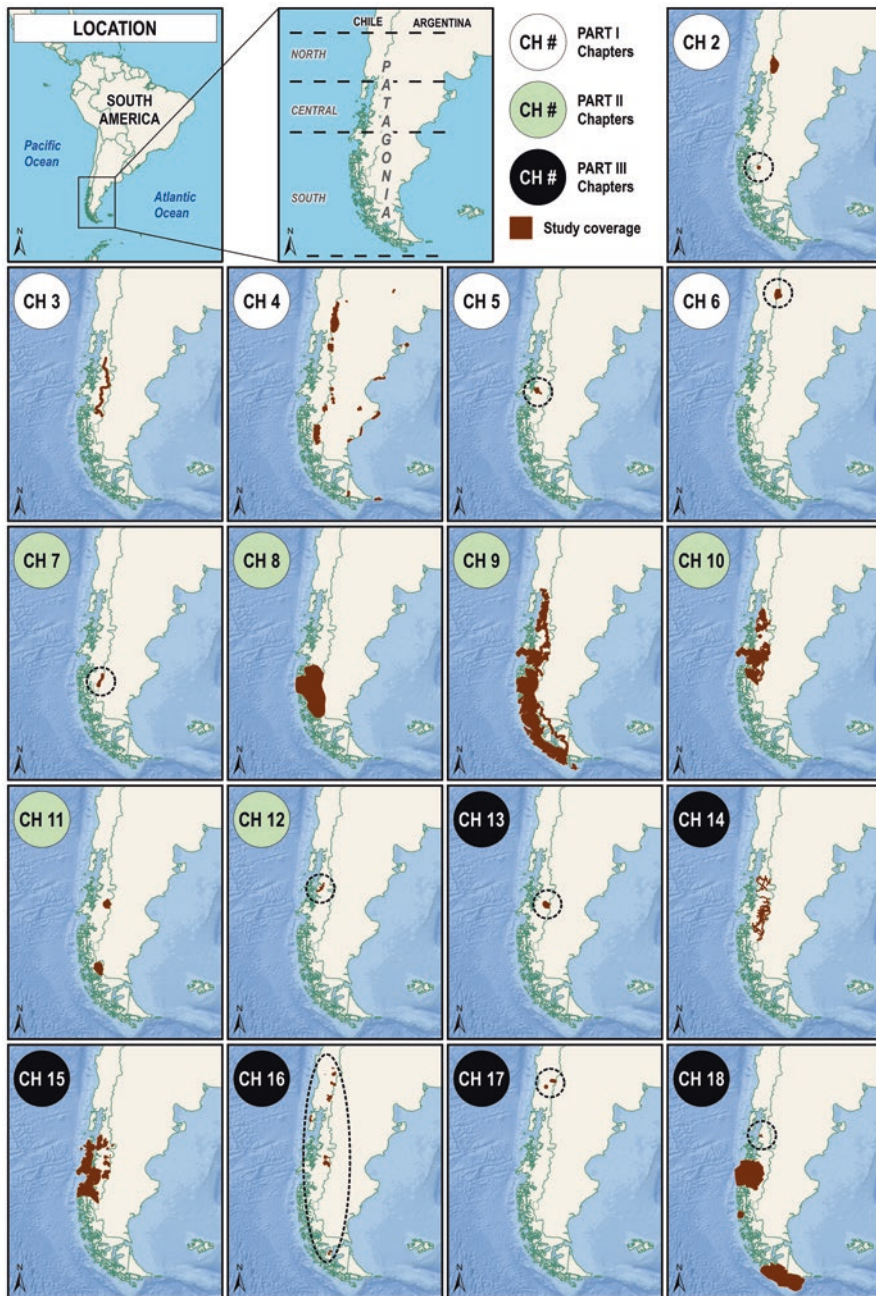 LOCATION
SOUTH
AMERICA
Pacific
Ocean
Atlantic
Ocean
N
CHILE
ARGENTINA
NORTH
CENTRAL
SOUTH
PATAGONIA
N
CH #
PART I
Chapters
CH #
PART II
Chapters
CH #
PART III
Chapters
Study coverage
CH 2
N
CH 3
N
CH 4
N
CH 5
N
CH 6
N
CH 7
N
CH 8
N
CH 9
N
CH 10
N
CH 11
N
CH 12
N
CH 13
N
CH 14
N
CH 15
N
CH 16
N
CH 17
N
CH 18
N